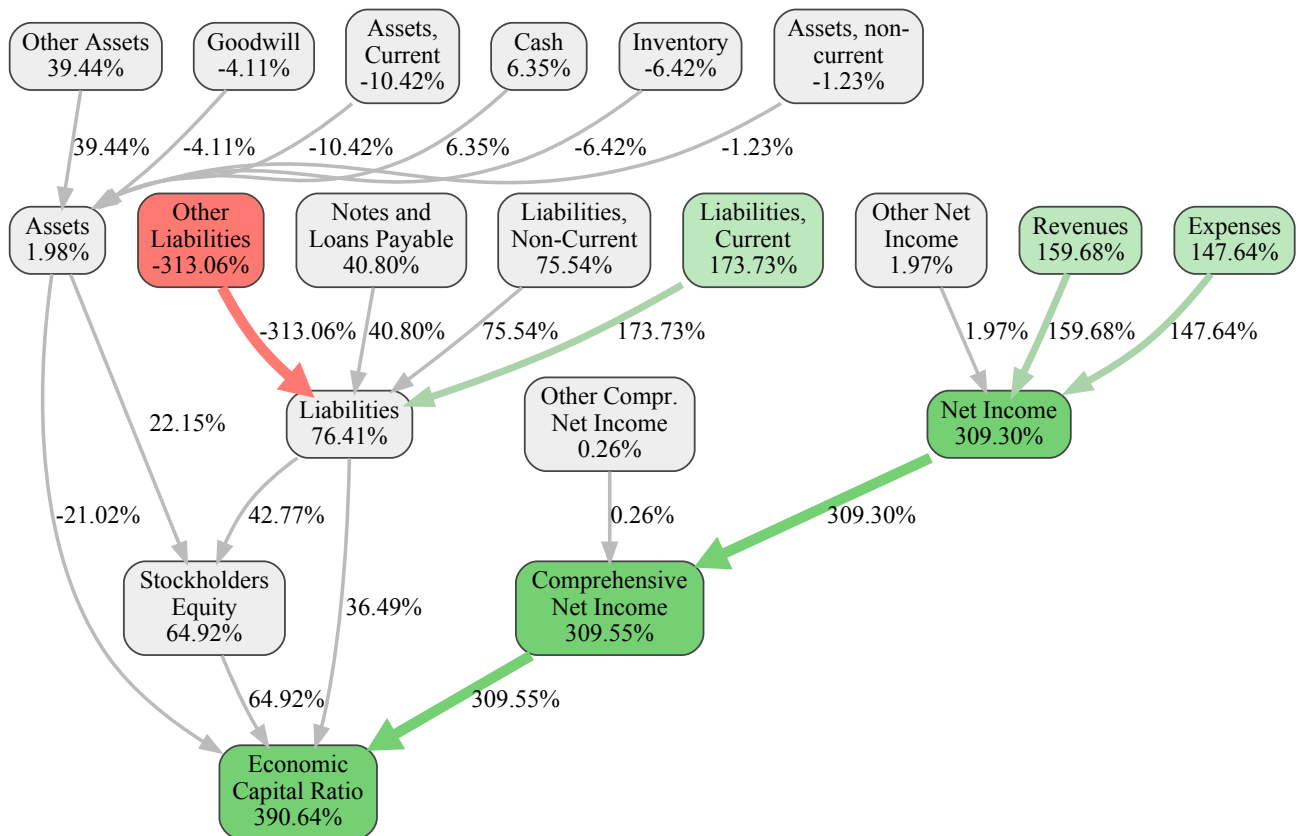 Other Assets
39.44%
Goodwill
-4.11%
Assets,
Current
-10.42%
Cash
6.35%
Inventory
-6.42%
Assets, non-
current
-1.23%
39.44%
-4.11%
-10.42%
6.35%
-6.42%
-1.23%
Assets
1.98%
Other
Liabilities
-313.06%
Notes and
Loans Payable
40.80%
Liabilities,
Non-Current
75.54%
Liabilities,
Current
173.73%
Other Net
Income
1.97%
Revenues
159.68%
Expenses
147.64%
-313.06%
40.80%
75.54%
173.73%
1.97%
159.68%
147.64%
Liabilities
76.41%
Other Compr.
Net Income
0.26%
Net Income
309.30%
22.15%
-21.02%
42.77%
36.49%
0.26%
309.30%
Stockholders
Equity
64.92%
Comprehensive
Net Income
309.55%
64.92%
309.55%
Economic
Capital Ratio
390.64%